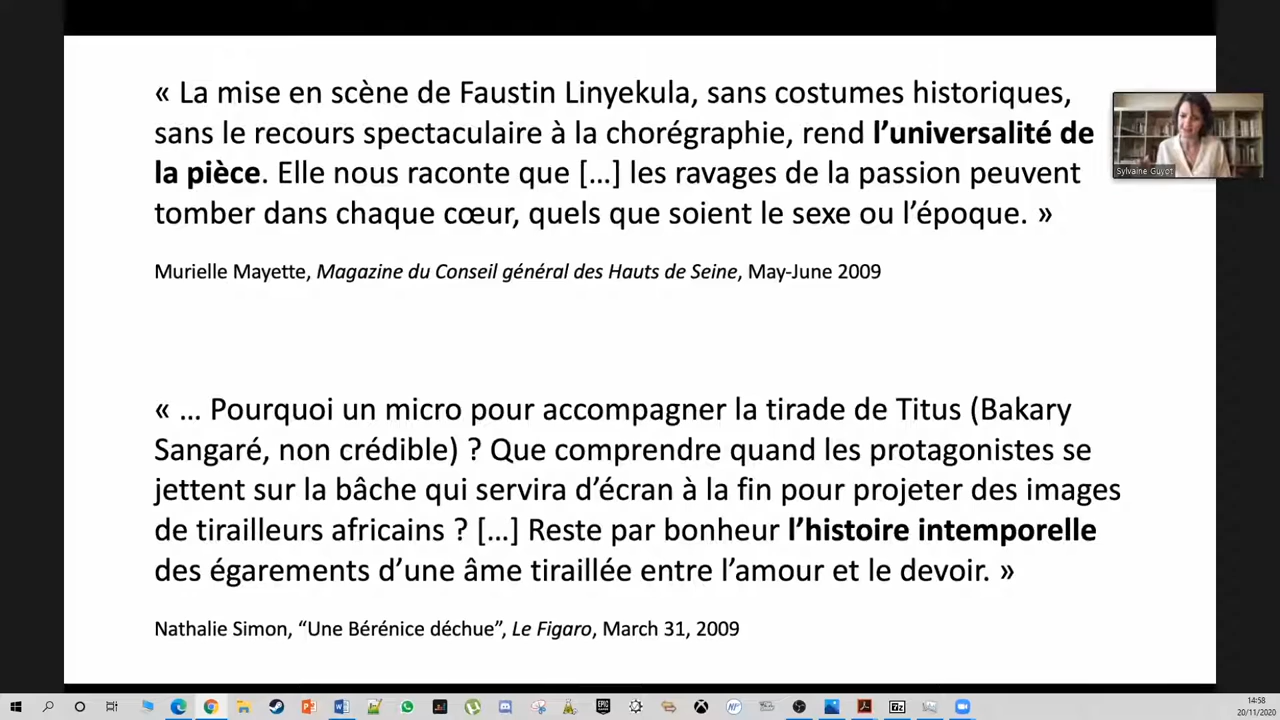 « La mise en scène de Faustin Linyekula, sans costumes historiques,
sans le recours spectaculaire à la chorégraphie, rend l’universalité de
la pièce. Elle nous raconte que […] les ravages de la passion peuvent
tomber dans chaque cœur, quels que soient le sexe ou l’époque. »
Murielle Mayette, Magazine du Conseil général des Hauts de Seine, May-June 2009
Sylvaine Guyot
« … Pourquoi un micro pour accompagner la tirade de Titus (Bakary
Sangaré, non crédible) ? Que comprendre quand les protagonistes se
jettent sur la bâche qui servira d’écran à la fin pour projeter des images
de tirailleurs africains ? […] Reste par bonheur l’histoire intemporelle
des égarements d’une âme tiraillée entre l’amour et le devoir. »
Nathalie Simon, “Une Bérénice déchue”, Le Figaro, March 31, 2009
14:58
20/11/2020